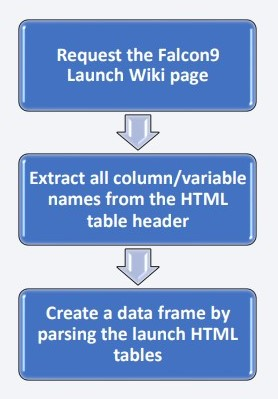 Request the Falcon9
Launch Wiki page
Extract all column/variable
names from the HTML
table header
Create a data frame by
parsing the launch HTML
tables